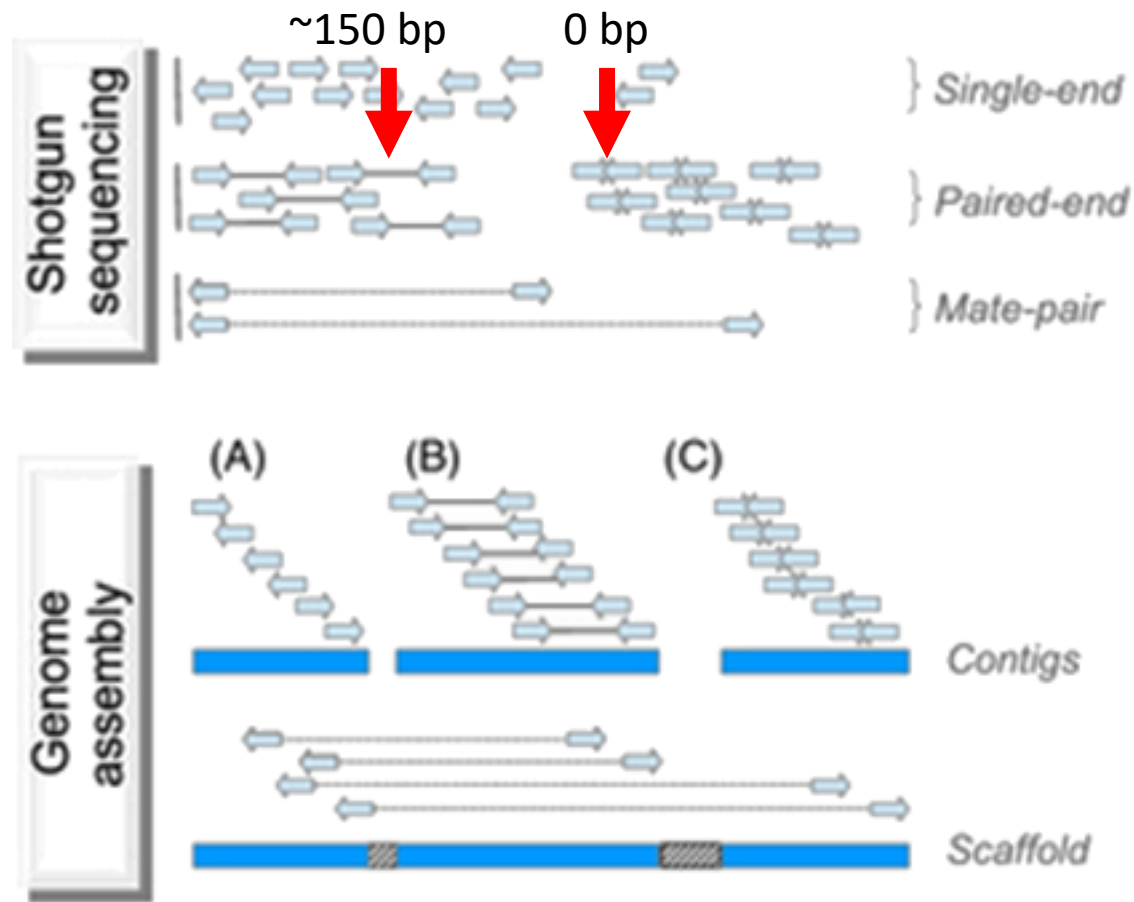 ~150 bp
0 bp
Shotgun
sequencing
Single-end
Paired-end
Mate-pair
Genome
assembly
(A)
(B)
(C)
Contigs
Scaffold